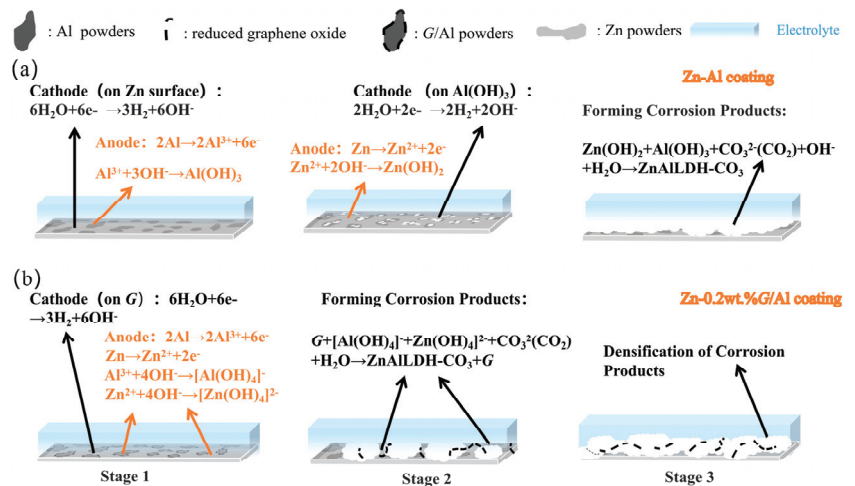 : Al powders
: reduced graphene oxide
: G/Al powders
: Zn powders
Electrolyte
(a)
Cathode (on Zn surface):
6H₂O+6e- →3H₂+6OH⁻
Anode: 2Al→2Al³⁺+6e⁻
Al³⁺+3OH⁻→Al(OH)₃
Cathode (on Al(OH)₃):
2H₂O+2e- →2H₂+2OH⁻
Anode: Zn→Zn²⁺+2e⁻
Zn²⁺+2OH⁻→Zn(OH)₂
Zn-Al coating
Forming Corrosion Products:
Zn(OH)₂+Al(OH)₃+CO₃²⁻(CO₂)+OH⁻
+H₂O→ZnAlLDH-CO₃
(b)
Cathode (on G): 6H₂O+6e-
→3H₂+6OH⁻
Anode: 2Al→2Al³⁺+6e⁻
Zn→Zn²⁺+2e⁻
Al³⁺+4OH⁻→[Al(OH)₄]⁻
Zn²⁺+4OH⁻→[Zn(OH)₄]²⁻
Stage 1
Forming Corrosion Products:
G+[Al(OH)₄]⁻+Zn(OH)₄]²⁻+CO₃²(CO₂)
+H₂O→ZnAlLDH-CO₃+G
Stage 2
Zn-0.2wt.%G/Al coating
Densification of Corrosion
Products
Stage 3